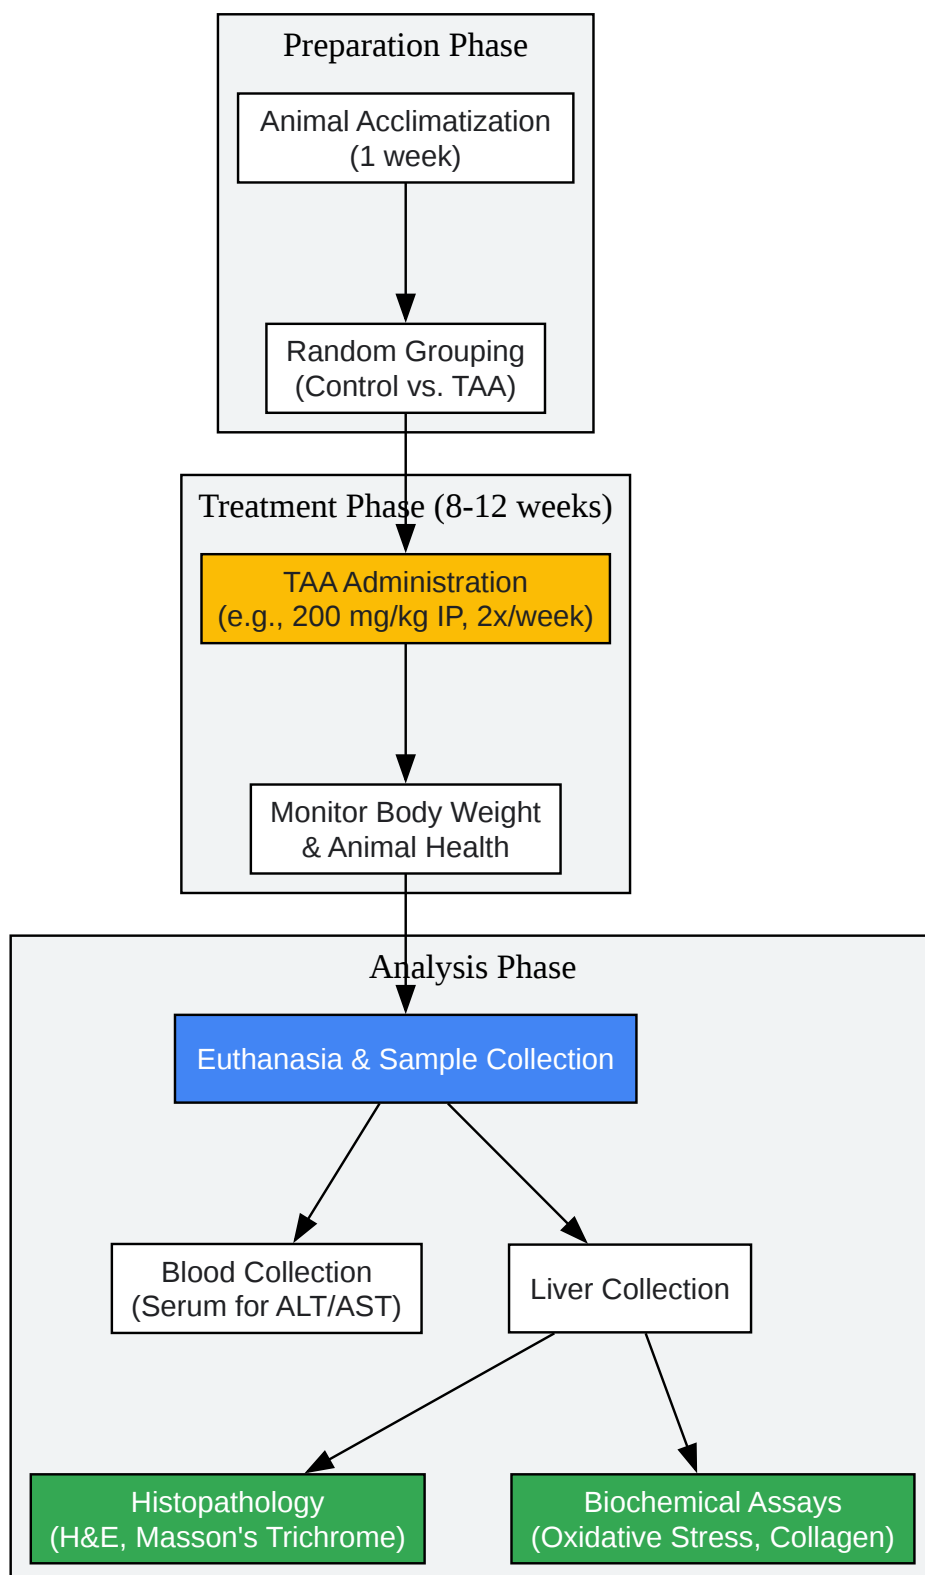 Preparation Phase
Animal Acclimatization
(1 week)
Random Grouping
(Control vs. TAA)
Treatment Phase (8-12 weeks)
TAA Administration
(e.g., 200 mg/kg IP, 2x/week)
Monitor Body Weight
& Animal Health
Analysis Phase
Euthanasia & Sample Collection
Blood Collection
(Serum for ALT/AST)
Liver Collection
Histopathology
(H&E, Masson's Trichrome)
Biochemical Assays
(Oxidative Stress, Collagen)